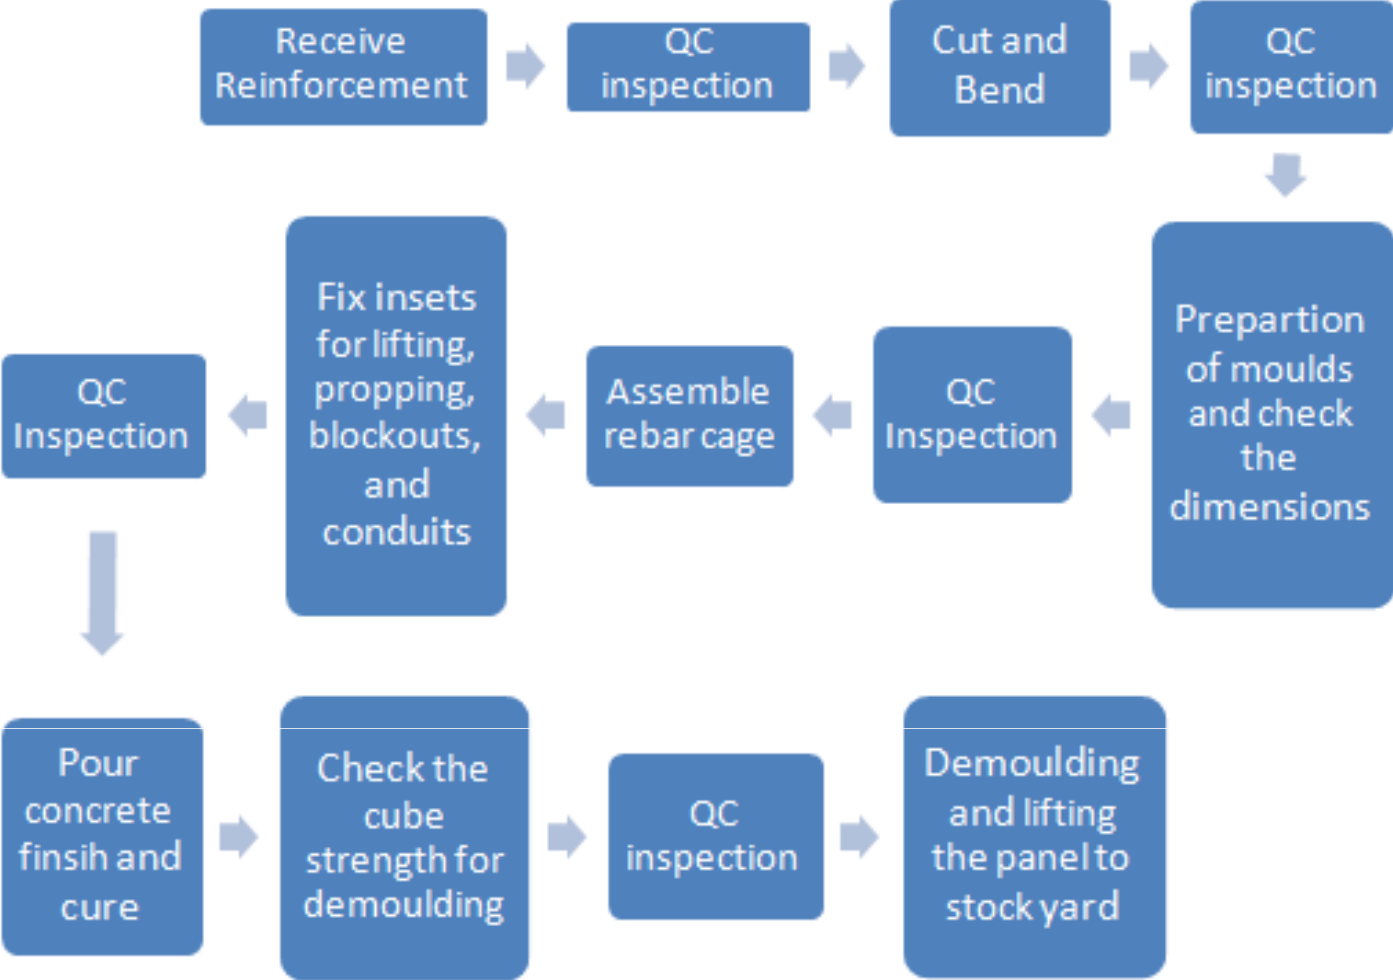 Receive
Reinforcement
QC
inspection
Cut and
Bend
QC
inspection
Prepartion
of moulds
and check
the
dimensions
QC
Inspection
Assemble
rebar cage
Fix insets
for lifting,
propping,
blockouts,
and
conduits
QC
Inspection
Pour
concrete
finsih and
cure
Check the
cube
strength for
demoulding
QC
inspection
Demoulding
and lifting
the panel to
stock yard